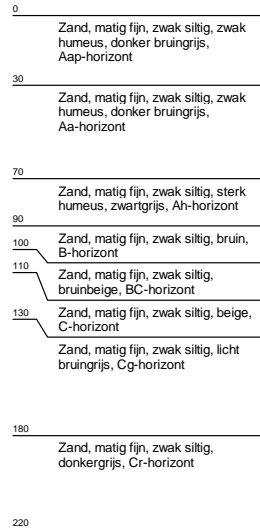 0
Zand, matig fijn, zwak siltig, zwak
humeus, donker bruingrijs,
Aap-horizont
30
Zand, matig fijn, zwak siltig, zwak
humeus, donker bruingrijs,
Aa-horizont
70
Zand, matig fijn, zwak siltig, sterk
humeus, zwartgrijs, Ah-horizont
90
Zand, matig fijn, zwak siltig, bruin,
B-horizont
100
Zand, matig fijn, zwak siltig,
bruinbeige, BC-horizont
110
Zand, matig fijn, zwak siltig, beige,
C-horizont
130
Zand, matig fijn, zwak siltig, licht
bruingrijs, Cg-horizont
180
Zand, matig fijn, zwak siltig,
donkergrijs, Cr-horizont
220